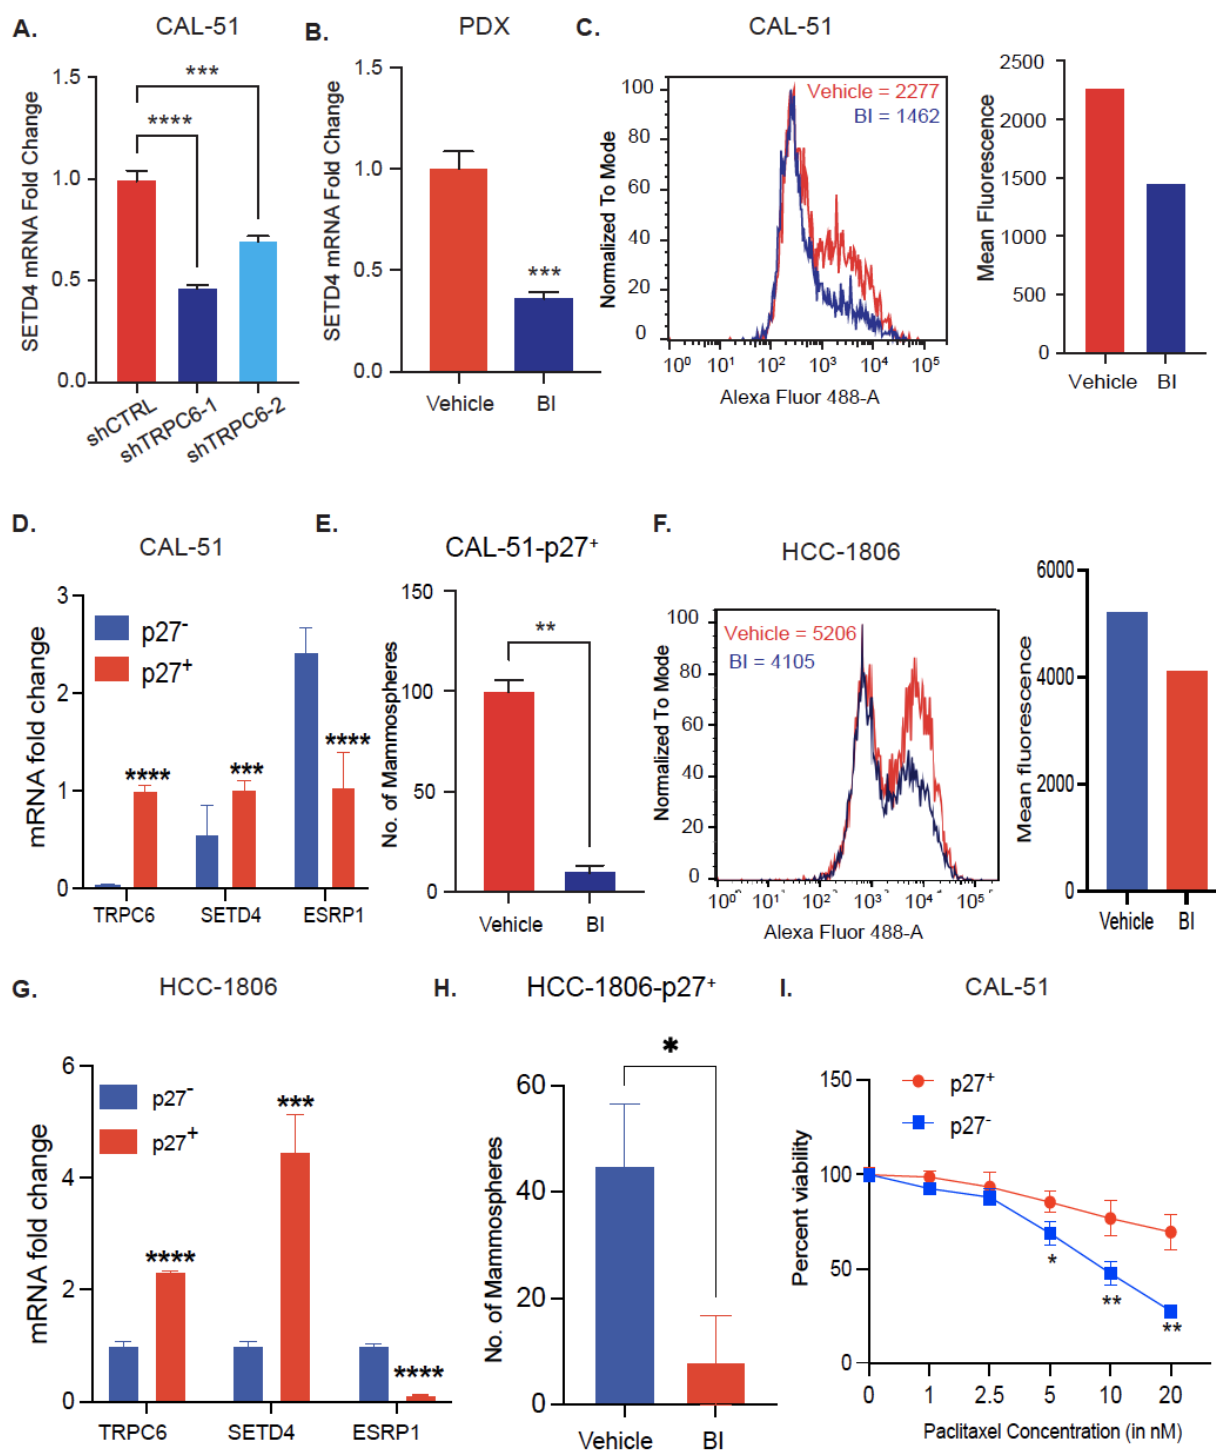 A.
CAL-51
SETD4 mRNA Fold Change
1.5
1.0
0.5
0.0
***
****
shCTRL
shTRPC6-1
shTRPC6-2
B.
PDX
SETD4 mRNA Fold Change
1.5
1.0
0.5
0.0
***
Vehicle
BI
C.
CAL-51
Normalized To Mode
100
80
60
40
20
0
Vehicle = 2277
BI = 1462
10⁰ 10¹ 10² 10³ 10⁴ 10⁵
Alexa Fluor 488-A
Mean Fluorescence
2500
2000
1500
1000
500
0
Vehicle
BI
D.
CAL-51
mRNA fold change
3
2
1
0
p27⁻
p27⁺
****
***
****
TRPC6
SETD4
ESRP1
E.
CAL-51-p27⁺
No. of Mammospheres
150
100
50
0
**
Vehicle
BI
F.
HCC-1806
Normalized To Mode
100
80
60
40
20
0
Vehicle = 5206
BI = 4105
10⁰ 10¹ 10² 10³ 10⁴ 10⁵
Alexa Fluor 488-A
Mean fluorescence
6000
4000
2000
0
Vehicle
BI
G.
HCC-1806
mRNA fold change
6
4
2
0
p27⁻
p27⁺
****
***
****
TRPC6
SETD4
ESRP1
H.
HCC-1806-p27⁺
No. of Mammospheres
60
40
20
0
*
Vehicle
BI
I.
CAL-51
Percent viability
150
100
50
0
p27⁺
p27⁻
*
**
**
0 1 2.5 5 10 20
Paclitaxel Concentration (in nM)